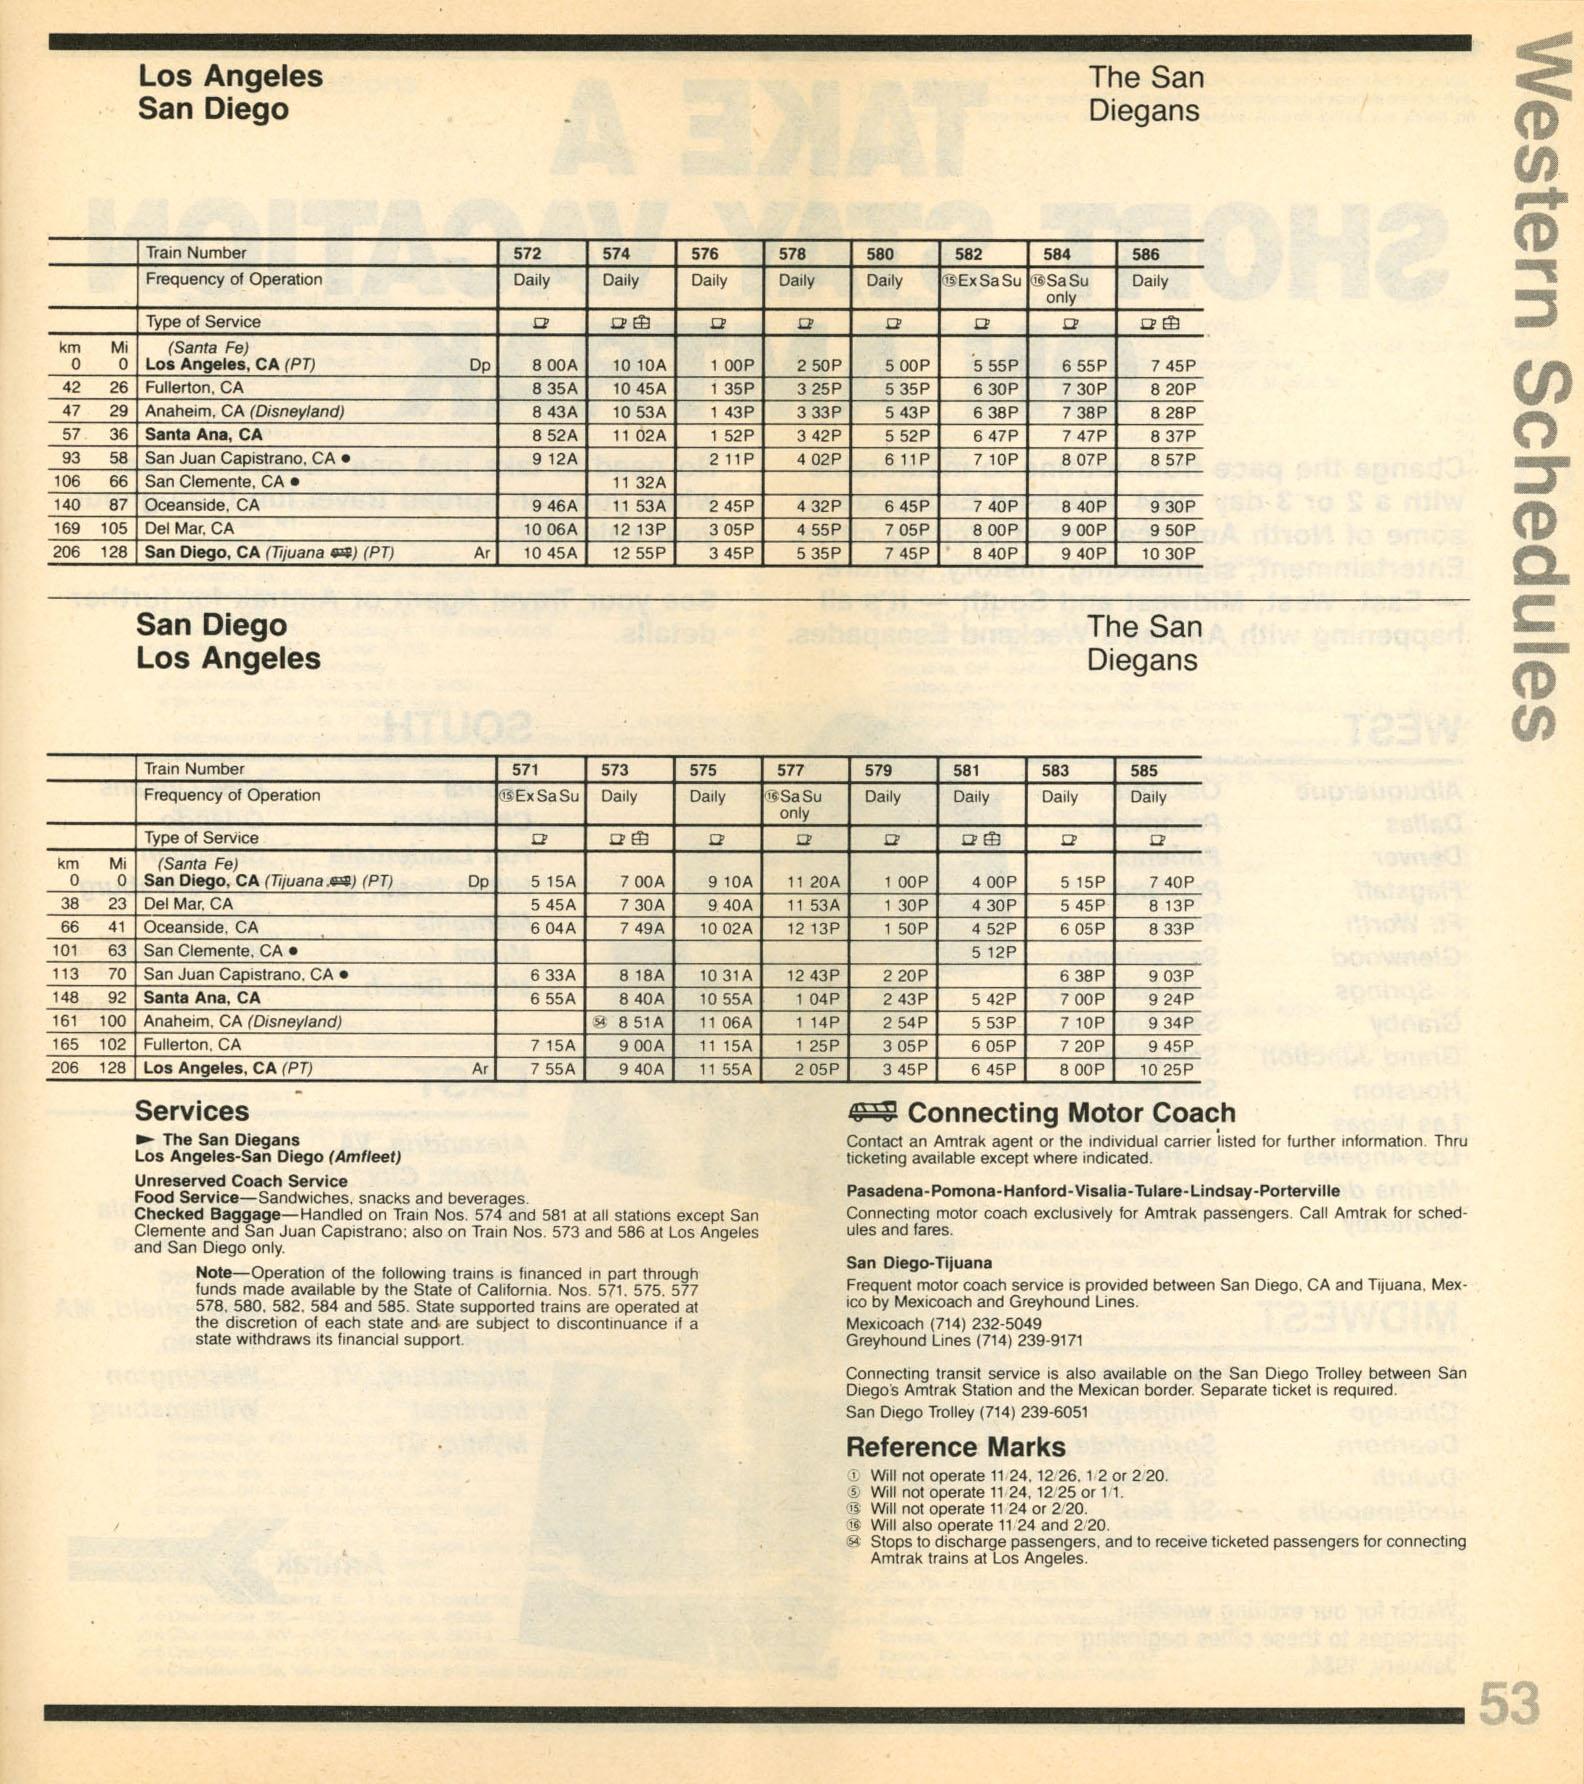 Western Schedules
Los Angeles
San Diego
The San
Diegans
Train Number 572 574 576 578 580 582 584 586
Frequency of Operation Daily Daily Daily Daily Daily ⑮ExSaSu ⑯SaSu only Daily
Type of Service
km Mi (Santa Fe)
0 0 Los Angeles, CA (PT) Dp 8 00A 10 10A 1 00P 2 50P 5 00P 5 55P 6 55P 7 45P
42 26 Fullerton, CA 8 35A 10 45A 1 35P 3 25P 5 35P 6 30P 7 30P 8 20P
47 29 Anaheim, CA (Disneyland) 8 43A 10 53A 1 43P 3 33P 5 43P 6 38P 7 38P 8 28P
57 36 Santa Ana, CA 8 52A 11 02A 1 52P 3 42P 5 52P 6 47P 7 47P 8 37P
93 58 San Juan Capistrano, CA ● 9 12A 2 11P 4 02P 6 11P 7 10P 8 07P 8 57P
106 66 San Clemente, CA ● 11 32A
140 87 Oceanside, CA 9 46A 11 53A 2 45P 4 32P 6 45P 7 40P 8 40P 9 30P
169 105 Del Mar, CA 10 06A 12 13P 3 05P 4 55P 7 05P 8 00P 9 00P 9 50P
206 128 San Diego, CA (Tijuana) (PT) Ar 10 45A 12 55P 3 45P 5 35P 7 45P 8 40P 9 40P 10 30P
San Diego
Los Angeles
The San
Diegans
Train Number 571 573 575 577 579 581 583 585
Frequency of Operation ⑮ExSaSu Daily Daily ⑯SaSu only Daily Daily Daily Daily
Type of Service
km Mi (Santa Fe)
0 0 San Diego, CA (Tijuana) (PT) Dp 5 15A 7 00A 9 10A 11 20A 1 00P 4 00P 5 15P 7 40P
38 23 Del Mar, CA 5 45A 7 30A 9 40A 11 53A 1 30P 4 30P 5 45P 8 13P
66 41 Oceanside, CA 6 04A 7 49A 10 02A 12 13P 1 50P 4 52P 6 05P 8 33P
101 63 San Clemente, CA ● 5 12P
113 70 San Juan Capistrano, CA ● 6 33A 8 18A 10 31A 12 43P 2 20P 6 38P 9 03P
148 92 Santa Ana, CA 6 55A 8 40A 10 55A 1 04P 2 43P 5 42P 7 00P 9 24P
161 100 Anaheim, CA (Disneyland) 54 8 51A 11 06A 1 14P 2 54P 5 53P 7 10P 9 34P
165 102 Fullerton, CA 7 15A 9 00A 11 15A 1 25P 3 05P 6 05P 7 20P 9 45P
206 128 Los Angeles, CA (PT) Ar 7 55A 9 40A 11 55A 2 05P 3 45P 6 45P 8 00P 10 25P
Services
► The San Diegans
Los Angeles-San Diego (Amfleet)
Unreserved Coach Service
Food Service—Sandwiches, snacks and beverages.
Checked Baggage—Handled on Train Nos. 574 and 581 at all stations except San
Clemente and San Juan Capistrano; also on Train Nos. 573 and 586 at Los Angeles
and San Diego only.
Note—Operation of the following trains is financed in part through
funds made available by the State of California. Nos. 571, 575, 577
578, 580, 582, 584 and 585. State supported trains are operated at
the discretion of each state and are subject to discontinuance if a
state withdraws its financial support.
Connecting Motor Coach
Contact an Amtrak agent or the individual carrier listed for further information. Thru
ticketing available except where indicated.
Pasadena-Pomona-Hanford-Visalia-Tulare-Lindsay-Porterville
Connecting motor coach exclusively for Amtrak passengers. Call Amtrak for sched-
ules and fares.
San Diego-Tijuana
Frequent motor coach service is provided between San Diego, CA and Tijuana, Mex-
ico by Mexicoach and Greyhound Lines.
Mexicoach (714) 232-5049
Greyhound Lines (714) 239-9171
Connecting transit service is also available on the San Diego Trolley between San
Diego's Amtrak Station and the Mexican border. Separate ticket is required.
San Diego Trolley (714) 239-6051
Reference Marks
① Will not operate 11/24, 12/26, 1/2 or 2/20.
⑤ Will not operate 11/24, 12/25 or 1/1.
⑮ Will not operate 11/24 or 2/20.
⑯ Will also operate 11/24 and 2/20.
54 Stops to discharge passengers, and to receive ticketed passengers for connecting
Amtrak trains at Los Angeles.
53